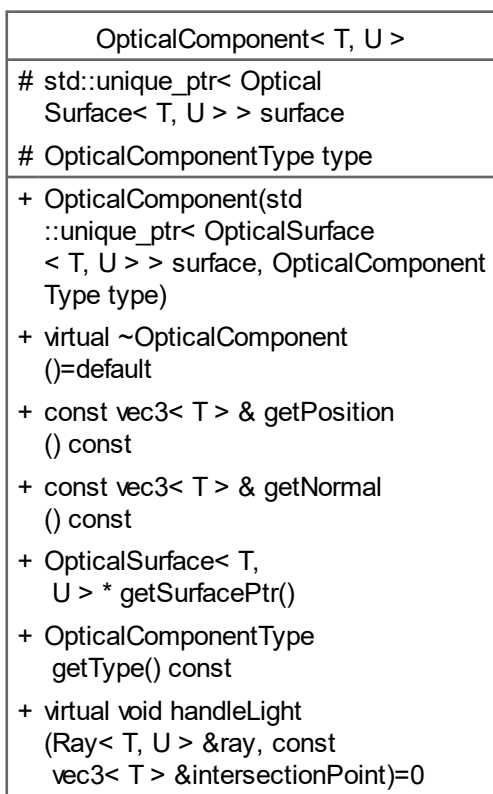 OpticalComponent< T, U >
# std::unique_ptr< Optical
Surface< T, U > > surface
# OpticalComponentType type
+ OpticalComponent(std
::unique_ptr< OpticalSurface
< T, U > > surface, OpticalComponent
Type type)
+ virtual ~OpticalComponent
()=default
+ const vec3< T > & getPosition
() const
+ const vec3< T > & getNormal
() const
+ OpticalSurface< T,
U > * getSurfacePtr()
+ OpticalComponentType
getType() const
+ virtual void handleLight
(Ray< T, U > &ray, const
vec3< T > &intersectionPoint)=0